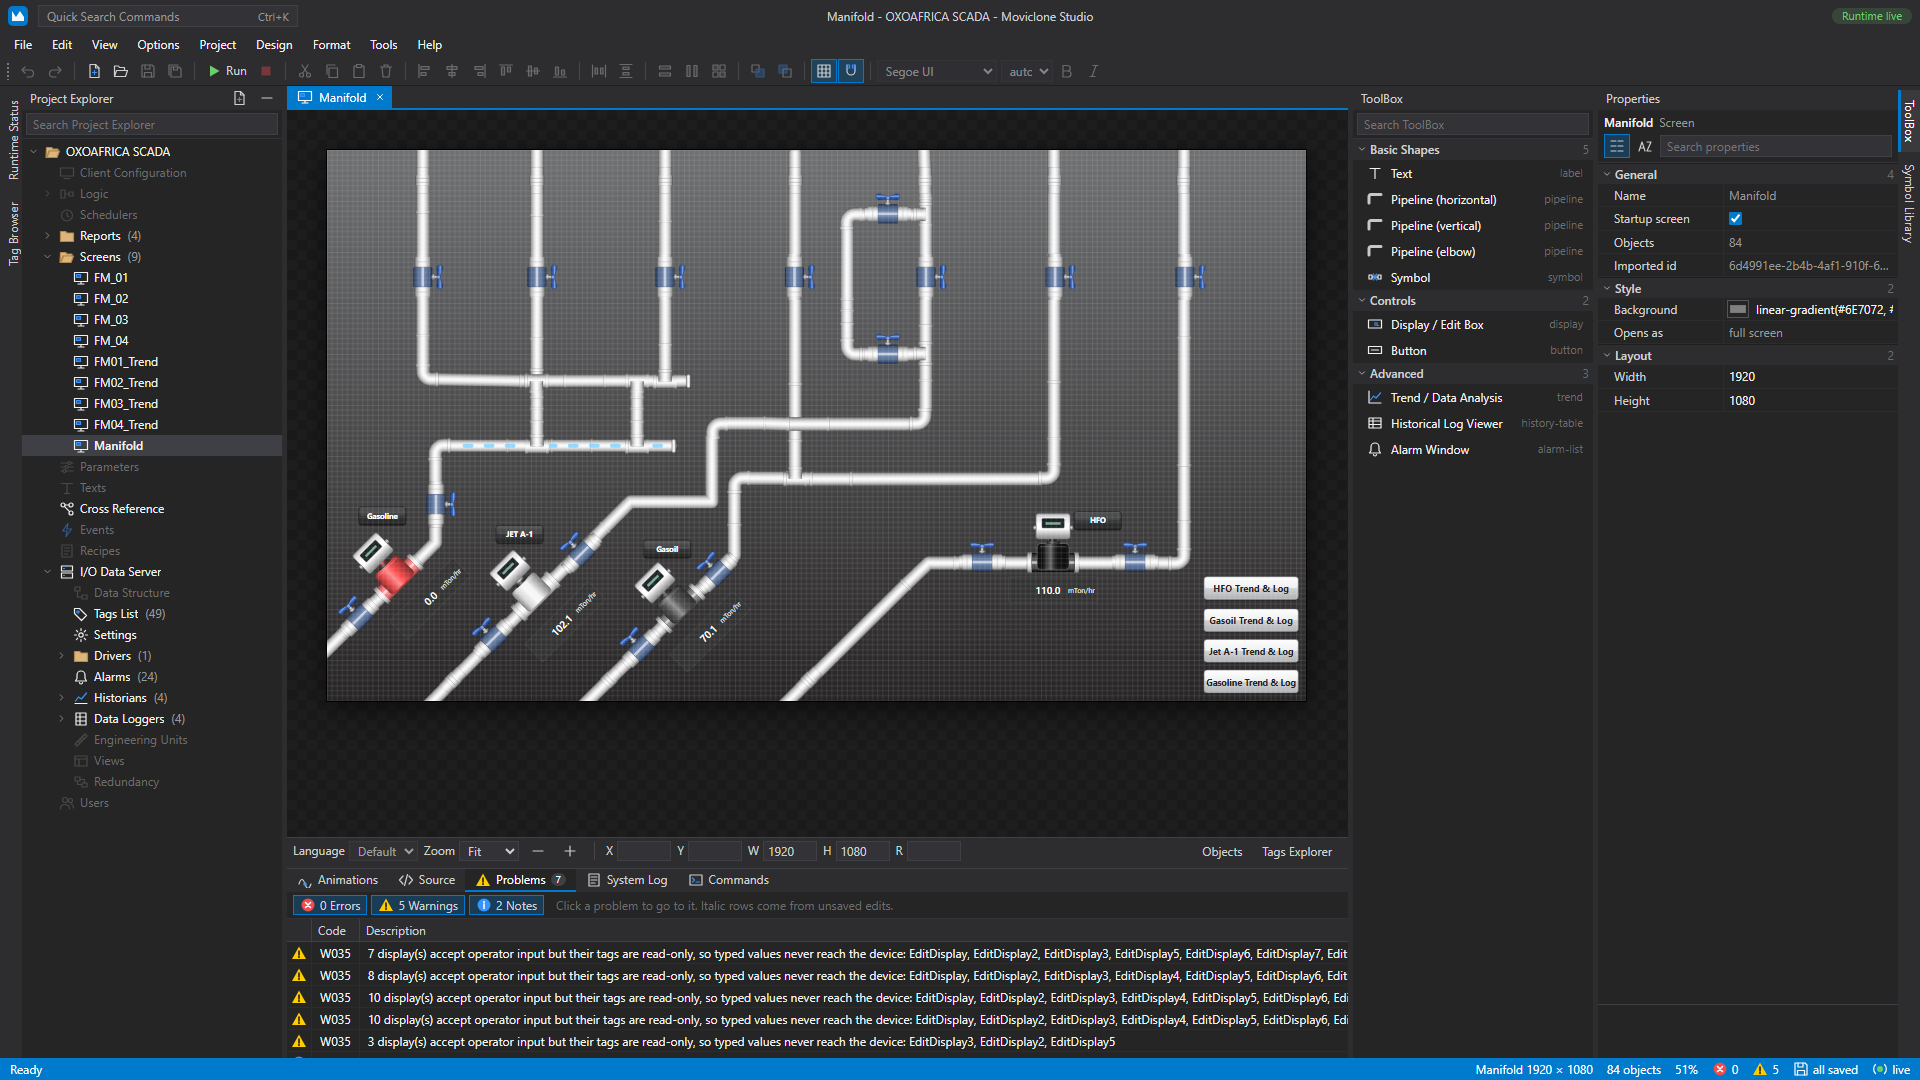 Quick Search Commands Ctrl+K
Manifold - OXOAFRICA SCADA - Moviclone Studio
Runtime live
File Edit View Options Project Design Format Tools Help
Run
Segoe UI
auto
B I
Runtime Status
Tag Browser
Project Explorer
Search Project Explorer
OXOAFRICA SCADA
Client Configuration
Logic
Schedulers
Reports (4)
Screens (9)
FM_01
FM_02
FM_03
FM_04
FM01_Trend
FM02_Trend
FM03_Trend
FM04_Trend
Manifold
Parameters
Texts
Cross Reference
Events
Recipes
I/O Data Server
Data Structure
Tags List (49)
Settings
Drivers (1)
Alarms (24)
Historians (4)
Data Loggers (4)
Engineering Units
Views
Redundancy
Users
Manifold ×
Gasoline
JET A-1
Gasoil
HFO
0.0 mTon/hr
102.1 mTon/hr
70.1 mTon/hr
110.0 mTon/hr
HFO Trend & Log
Gasoil Trend & Log
Jet A-1 Trend & Log
Gasoline Trend & Log
Language Default Zoom Fit X Y W 1920 H 1080 R
Objects Tags Explorer
Animations Source Problems 7 System Log Commands
0 Errors 5 Warnings 2 Notes Click a problem to go to it. Italic rows come from unsaved edits.
Code Description
W035 7 display(s) accept operator input but their tags are read-only, so typed values never reach the device: EditDisplay, EditDisplay2, EditDisplay3, EditDisplay5, EditDisplay6, EditDisplay7, Edit
W035 8 display(s) accept operator input but their tags are read-only, so typed values never reach the device: EditDisplay, EditDisplay2, EditDisplay3, EditDisplay4, EditDisplay5, EditDisplay6, Edit
W035 10 display(s) accept operator input but their tags are read-only, so typed values never reach the device: EditDisplay, EditDisplay2, EditDisplay3, EditDisplay4, EditDisplay5, EditDisplay6, Ed
W035 10 display(s) accept operator input but their tags are read-only, so typed values never reach the device: EditDisplay, EditDisplay2, EditDisplay3, EditDisplay4, EditDisplay5, EditDisplay6, Ed
W035 3 display(s) accept operator input but their tags are read-only, so typed values never reach the device: EditDisplay3, EditDisplay2, EditDisplay5
ToolBox
Search ToolBox
Basic Shapes 5
Text label
Pipeline (horizontal) pipeline
Pipeline (vertical) pipeline
Pipeline (elbow) pipeline
Symbol symbol
Controls 2
Display / Edit Box display
Button button
Advanced 3
Trend / Data Analysis trend
Historical Log Viewer history-table
Alarm Window alarm-list
Properties
Manifold Screen
AZ Search properties
General 4
Name Manifold
Startup screen
Objects 84
Imported id 6d4991ee-2b4b-4af1-910f-6...
Style 2
Background linear-gradient(#6E7072, #
Opens as full screen
Layout 2
Width 1920
Height 1080
ToolBox
Symbol Library
Ready
Manifold 1920 × 1080 84 objects 51% 0 5 all saved live